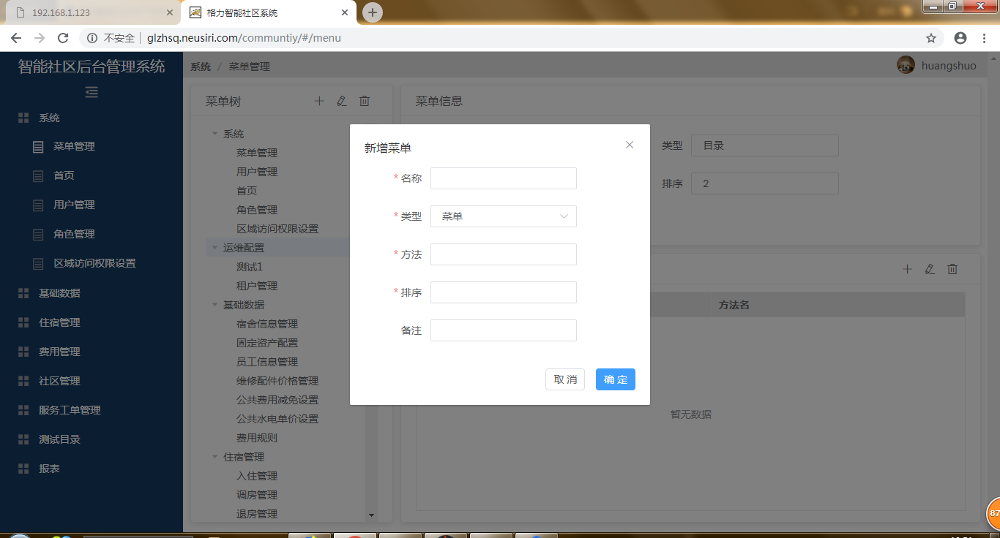 192.168.1.123
格力智能社区系统
不安全 glzhsq.neusiri.com/communtiy/#/menu
智能社区后台管理系统
系统
菜单管理
首页
用户管理
角色管理
区域访问权限设置
基础数据
住宿管理
费用管理
社区管理
服务工单管理
测试目录
报表
系统 / 菜单管理
huangshuo
菜单树
系统
菜单管理
用户管理
首页
角色管理
区域访问权限设置
运维配置
测试1
租户管理
基础数据
宿舍信息管理
固定资产配置
员工信息管理
维修配件价格管理
公共费用减免设置
公共水电单价设置
费用规则
住宿管理
入住管理
调房管理
退房管理
菜单信息
类型 目录
排序 2
方法名
暂无数据
新增菜单
* 名称
* 类型 菜单
* 方法
* 排序
备注
取 消 确 定
87